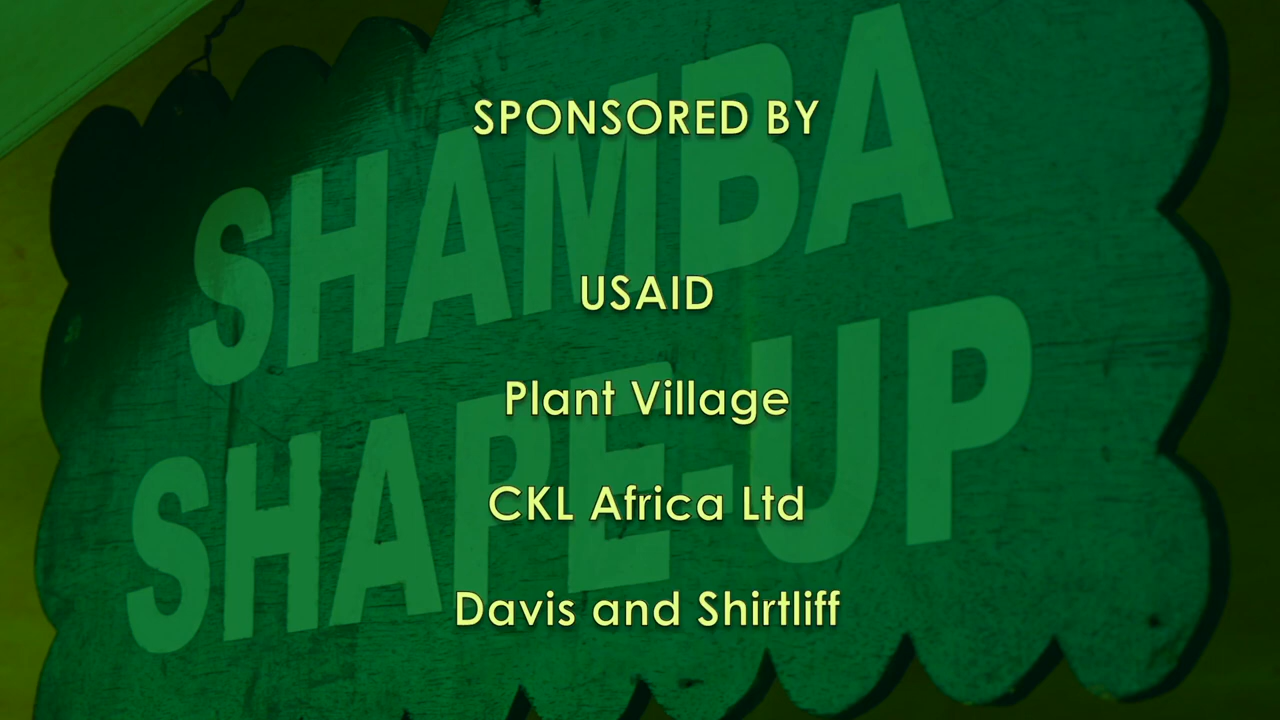 SPONSORED BY
SHAMBA
USAID
SHAPE-UP
Plant Village
CKL Africa Ltd
Davis and Shirtliff